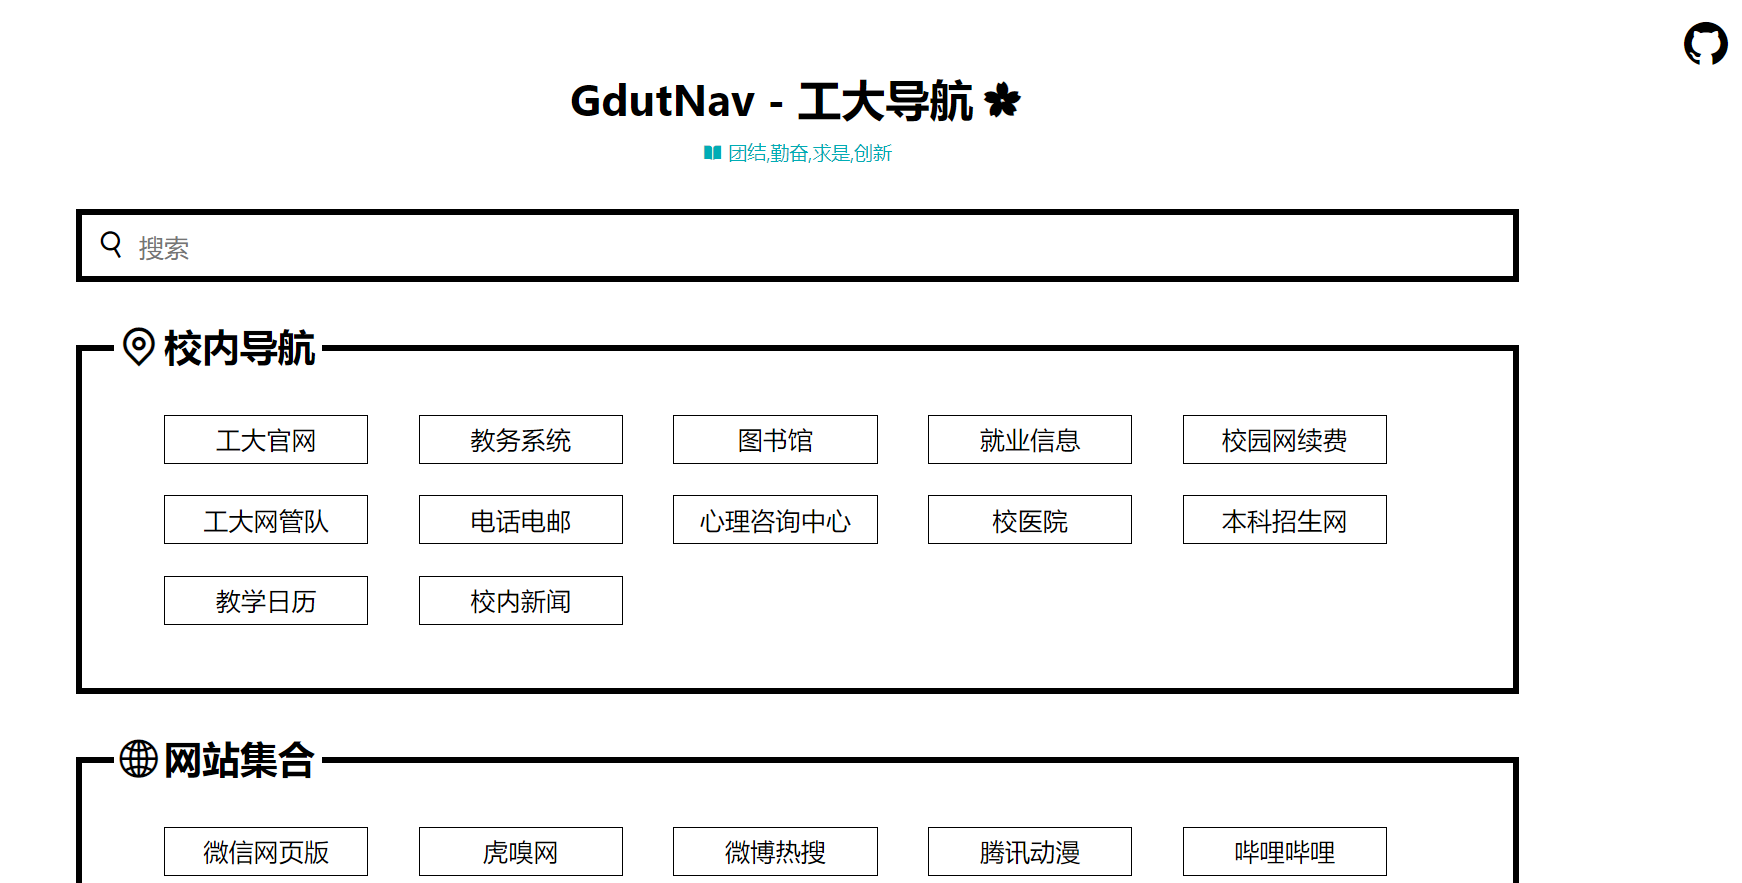 GdutNav - 工大导航
团结,勤奋,求是,创新
搜索
校内导航
工大官网 教务系统 图书馆 就业信息 校园网续费
工大网管队 电话电邮 心理咨询中心 校医院 本科招生网
教学日历 校内新闻
网站集合
微信网页版 虎嗅网 微博热搜 腾讯动漫 哔哩哔哩